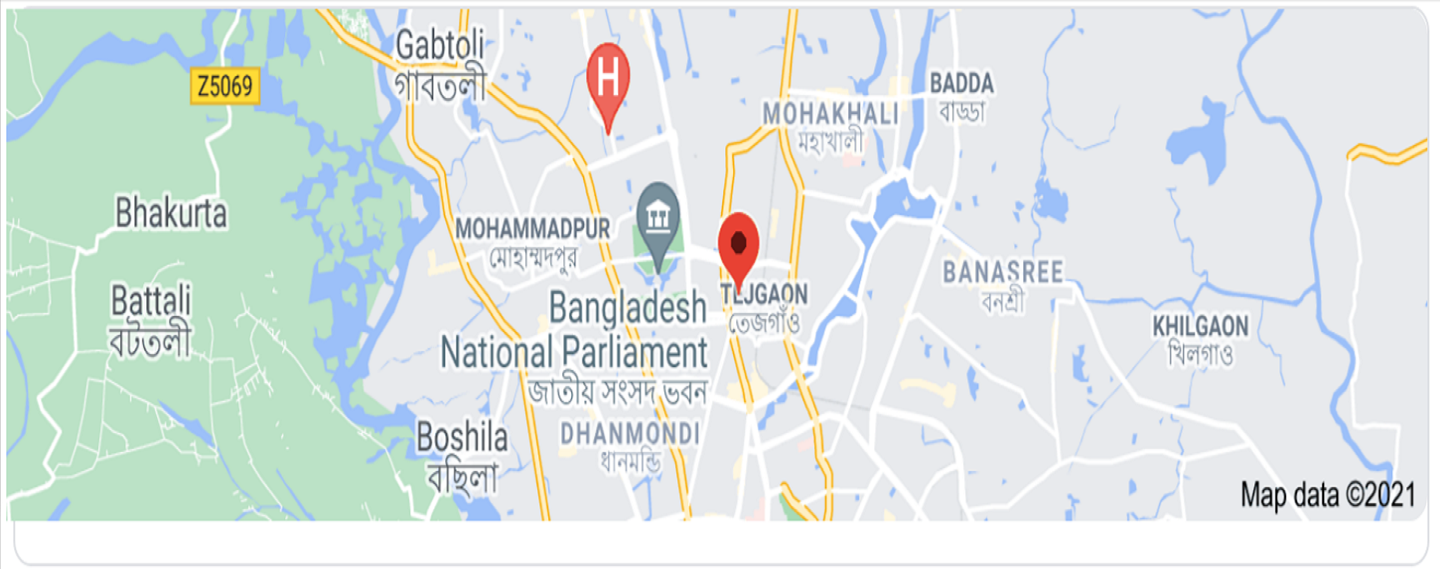 Gabtoli
গাবতলী
Z5069
H
BADDA
বাড্ডা
MOHAKHALI
মহাখালী
Bhakurta
MOHAMMADPUR
মোহাম্মদপুর
BANASREE
বনশ্রী
Battali
বটতলী
Bangladesh
National Parliament
জাতীয় সংসদ ভবন
TEJGAON
তেজগাঁও
KHILGAON
খিলগাও
Boshila
বছিলা
DHANMONDI
ধানমন্ডি
Map data ©2021